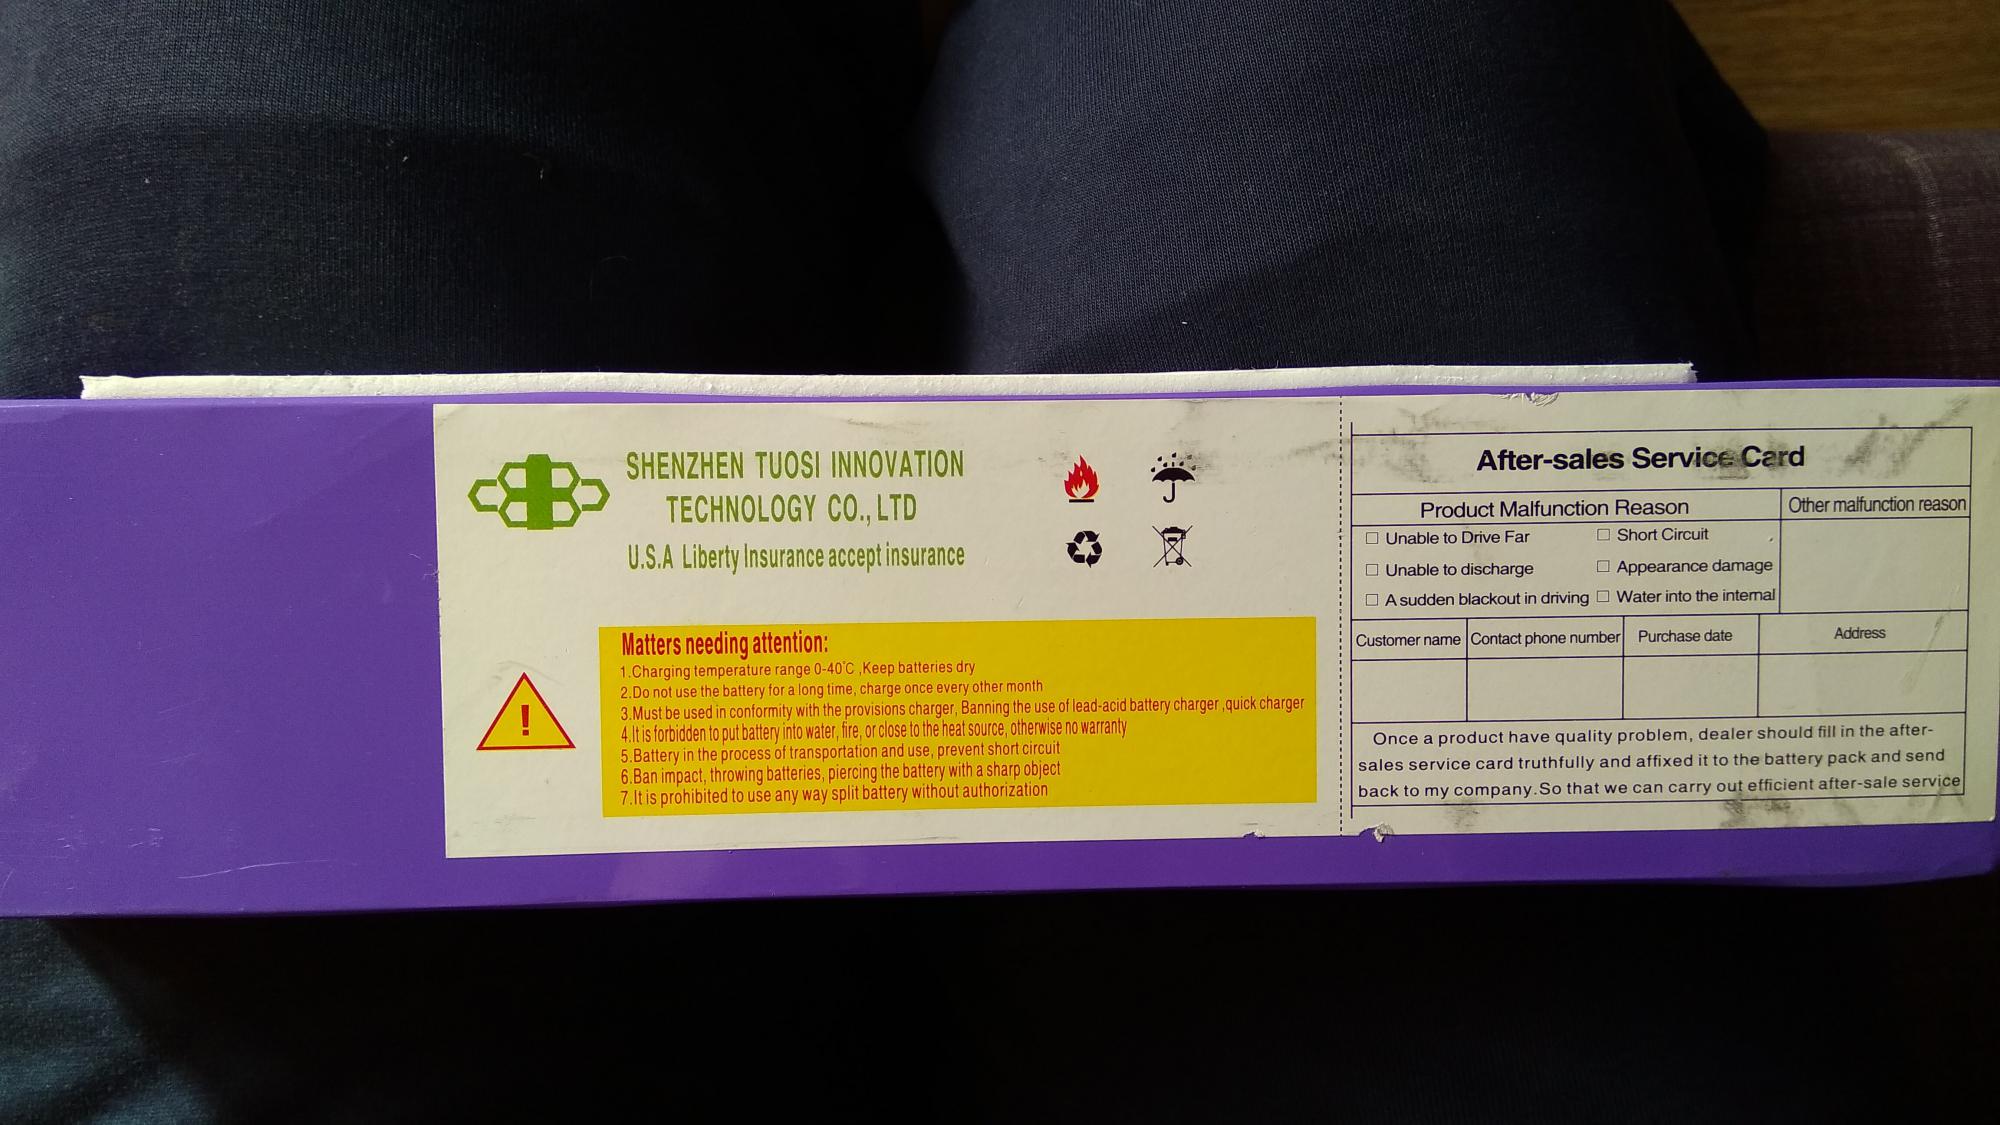 SHENZHEN TUOSI INNOVATION
TECHNOLOGY CO., LTD
U.S.A Liberty Insurance accept insurance
Matters needing attention:
1.Charging temperature range 0-40℃ ,Keep batteries dry
2.Do not use the battery for a long time, charge once every other month
3.Must be used in conformity with the provisions charger, Banning the use of lead-acid battery charger ,quick charger
4.It is forbidden to put battery into water, fire, or close to the heat source, otherwise no warranty
5.Battery in the process of transportation and use, prevent short circuit
6.Ban impact, throwing batteries, piercing the battery with a sharp object
7.It is prohibited to use any way split battery without authorization
After-sales Service Card
Product Malfunction Reason
Other malfunction reason
☐ Unable to Drive Far ☐ Short Circuit
☐ Unable to discharge ☐ Appearance damage
☐ A sudden blackout in driving ☐ Water into the internal
Customer name Contact phone number Purchase date Address
Once a product have quality problem, dealer should fill in the after-
sales service card truthfully and affixed it to the battery pack and send
back to my company.So that we can carry out efficient after-sale service